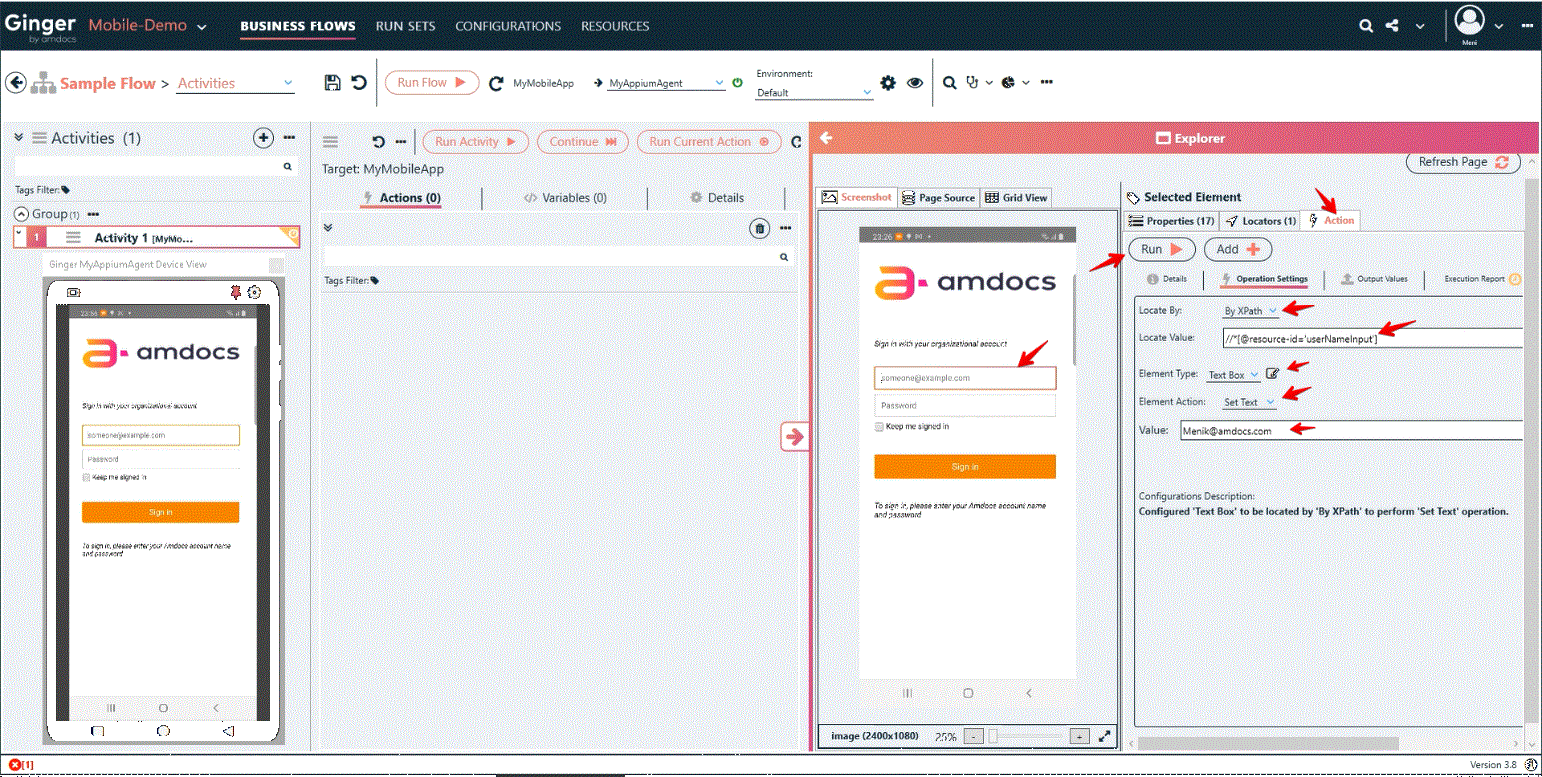 Ginger Mobile-Demo BUSINESS FLOWS RUN SETS CONFIGURATIONS RESOURCES
by amdocs
Meni
Sample Flow > Activities
Run Flow MyMobileApp MyAppiumAgent
Environment:
Default
Activities (1)
Tags Filter:
Group (1)
1 Activity 1 [MyMo...
Ginger MyAppiumAgent Device View
23:26
amdocs
Sign in with your organizational account
someone@example.com
Password
Keep me signed in
Sign in
To sign in, please enter your Amdocs account name
and password
Run Activity Continue Run Current Action
Target: MyMobileApp
Actions (0) Variables (0) Details
Tags Filter:
Explorer
Refresh Page
Screenshot Page Source Grid View
23:26
amdocs
Sign in with your organizational account
someone@example.com
Password
Keep me signed in
Sign in
To sign in, please enter your Amdocs account name
and password
image (2400x1080) 25% - +
Selected Element
Properties (17) Locators (1) Action
Run Add
Details Operation Settings Output Values Execution Report
Locate By: By XPath
Locate Value: //*[@resource-id='userNameInput']
Element Type: Text Box
Element Action: Set Text
Value: Menik@amdocs.com
Configurations Description:
Configured 'Text Box' to be located by 'By XPath' to perform 'Set Text' operation.
[1]
Version 3.8